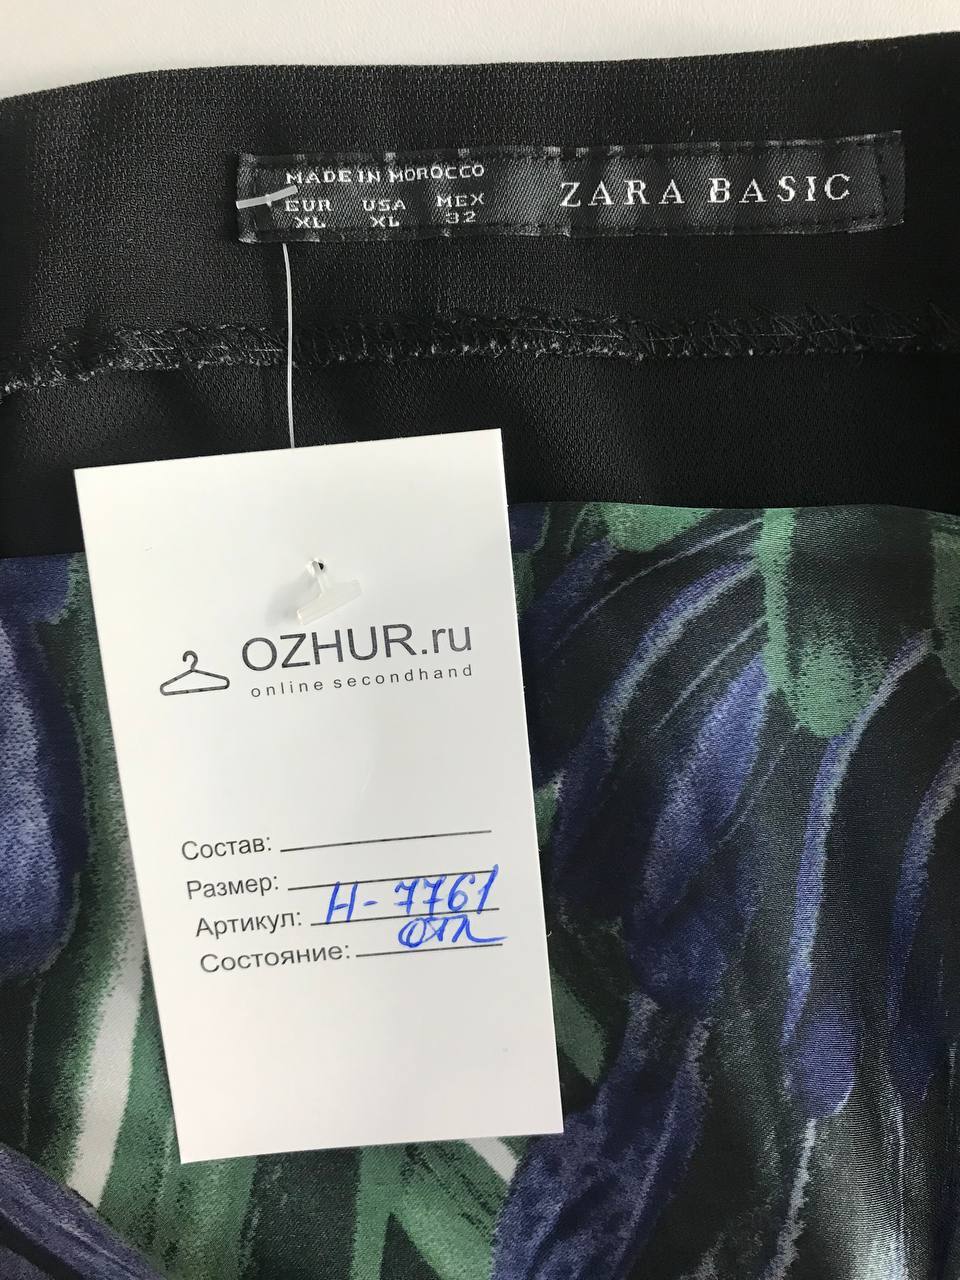 MADE IN MOROCCO
EUR USA MEX
XL XL 32
ZARA BASIC
OZHUR.ru
online secondhand
Состав:
Размер:
Артикул: Н-7761
Состояние: отл